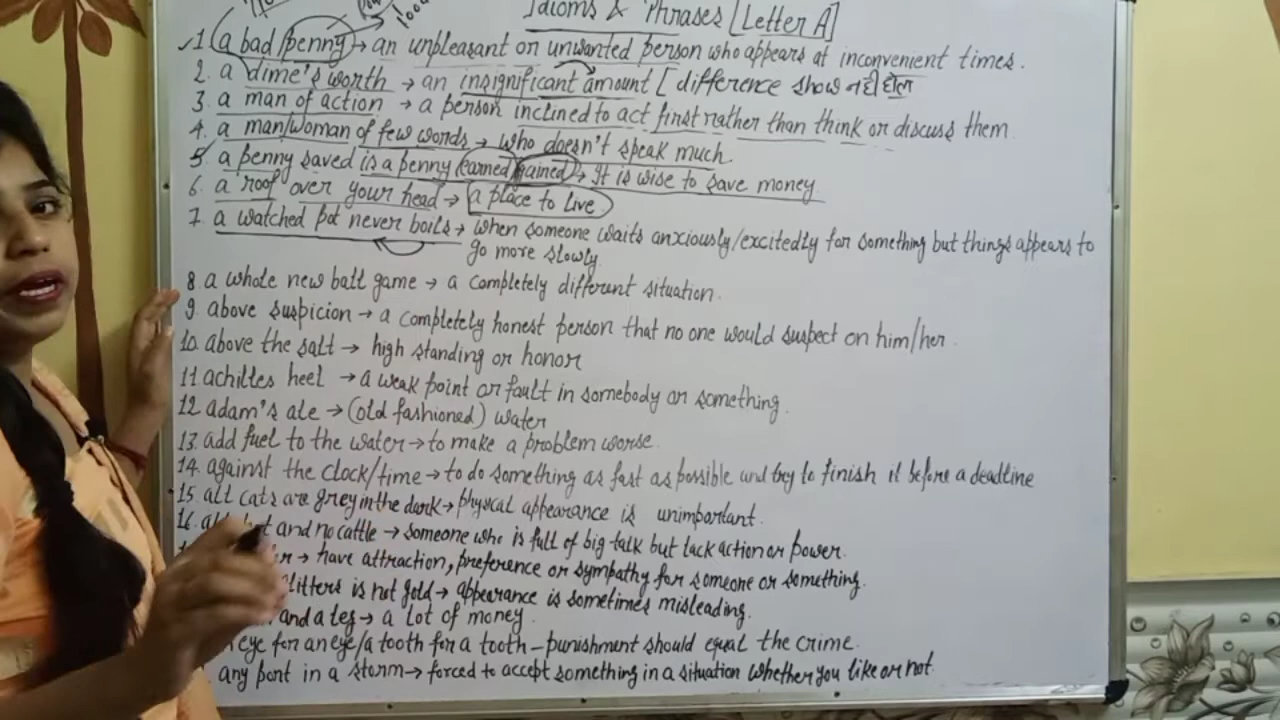 Idioms & Phrases [Letter A]
1. a bad penny → an unpleasant or unwanted person who appears at inconvenient times.
2. a dime's worth → an insignificant amount [difference show नहीं होता
3. a man of action → a person inclined to act first rather than think or discuss them
4. a man/woman of few words → who doesn't speak much.
5. a penny saved is a penny earned/gained → It is wise to save money
6. a roof over your head → a place to live
7. a watched pot never boils → when someone waits anxiously/excitedly for something but things appears to
go more slowly
8. a whole new ball game → a completely different situation.
9. above suspicion → a completely honest person that no one would suspect on him/her.
10. above the salt → high standing or honor
11 achilles heel → a weak point or fault in somebody or something.
12 adam's ale → (old fashioned) water
13. add fuel to the water → to make a problem worse.
14. against the clock/time → to do something as fast as possible and try to finish it before a deadline
15. all cats are grey in the dark → physical appearance is unimportant.
16. all and no cattle → someone who is full of big talk but lack action or power.
→ have attraction, preference or sympathy for someone or something.
litters is not gold → appearance is sometimes misleading.
and a leg → a lot of money.
eye for an eye/a tooth for a tooth – punishment should equal the crime.
any port in a storm → forced to accept something in a situation whether you like or not.